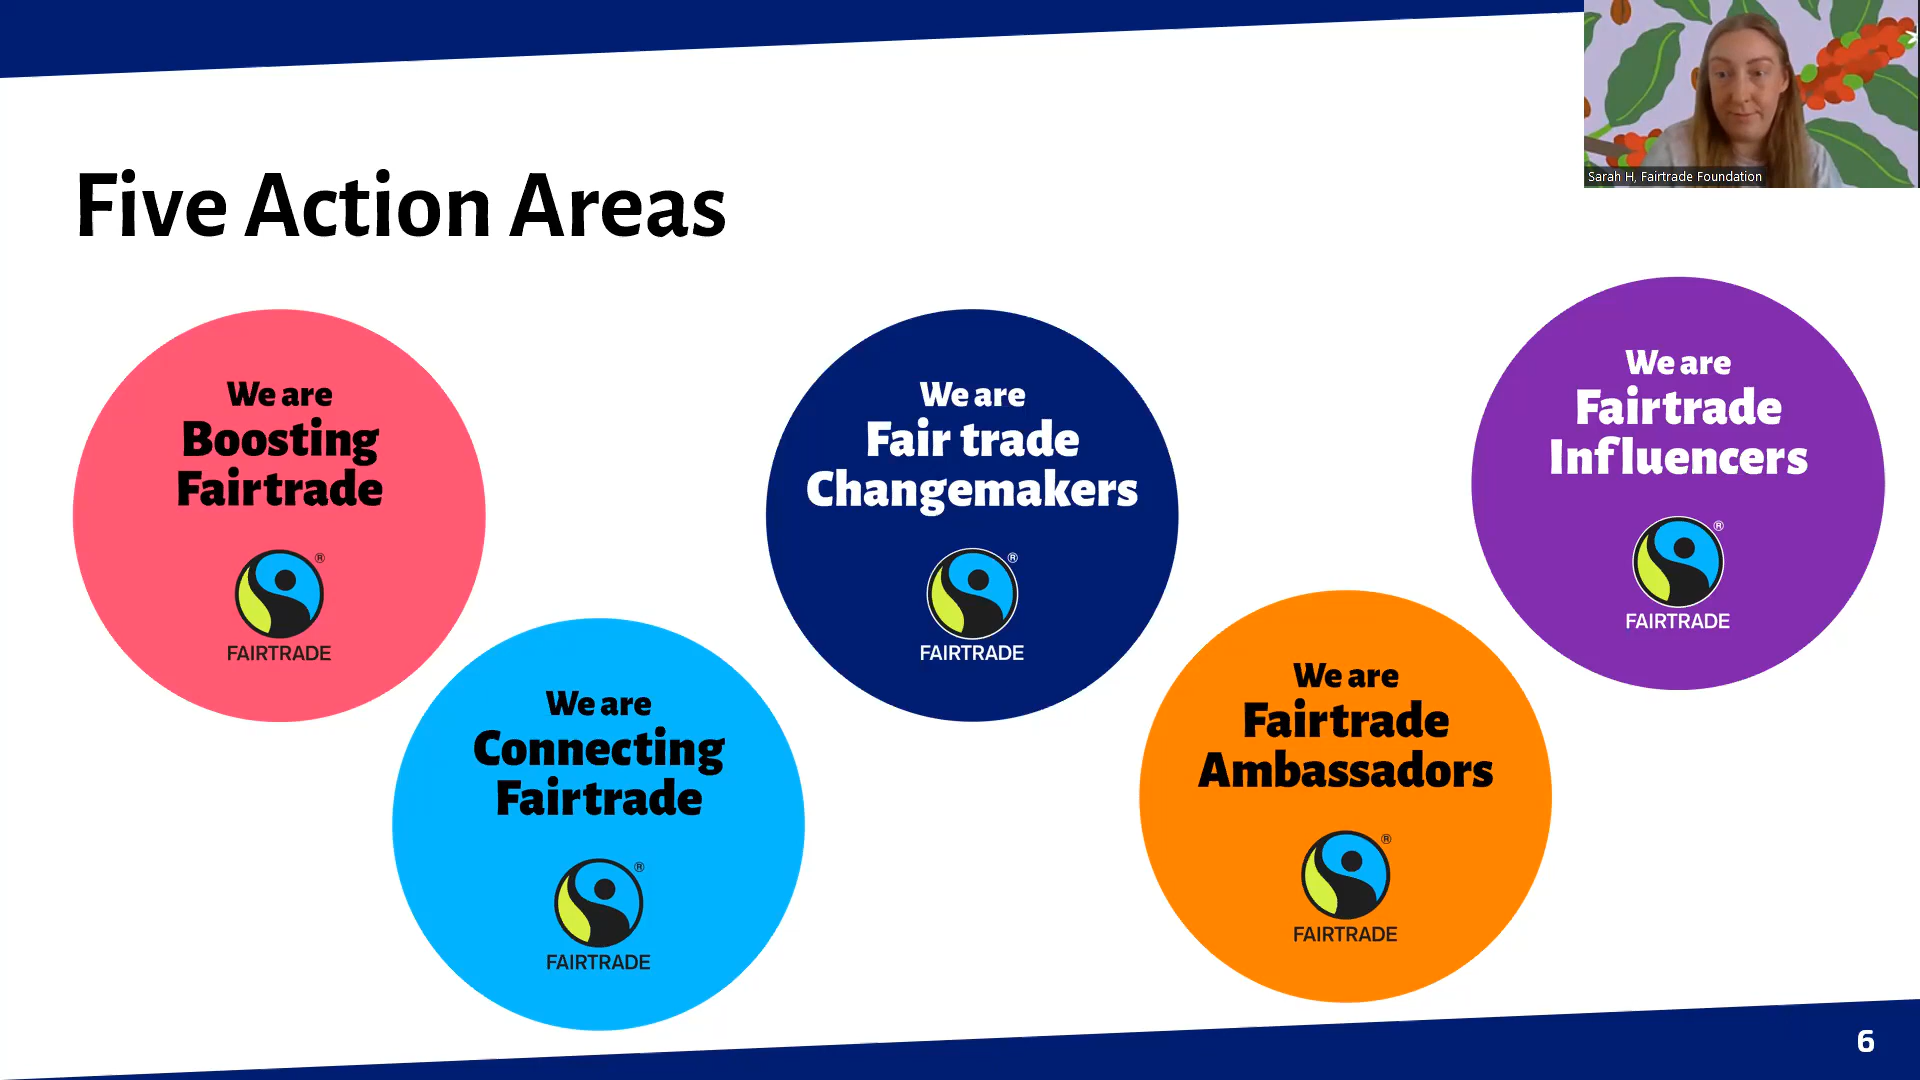 Sarah H, Fairtrade Foundation
Five Action Areas
We are
Boosting
Fairtrade
®
FAIRTRADE
We are
Connecting
Fairtrade
®
FAIRTRADE
We are
Fair trade
Changemakers
®
FAIRTRADE
We are
Fairtrade
Ambassadors
®
FAIRTRADE
We are
Fairtrade
Influencers
®
FAIRTRADE
6